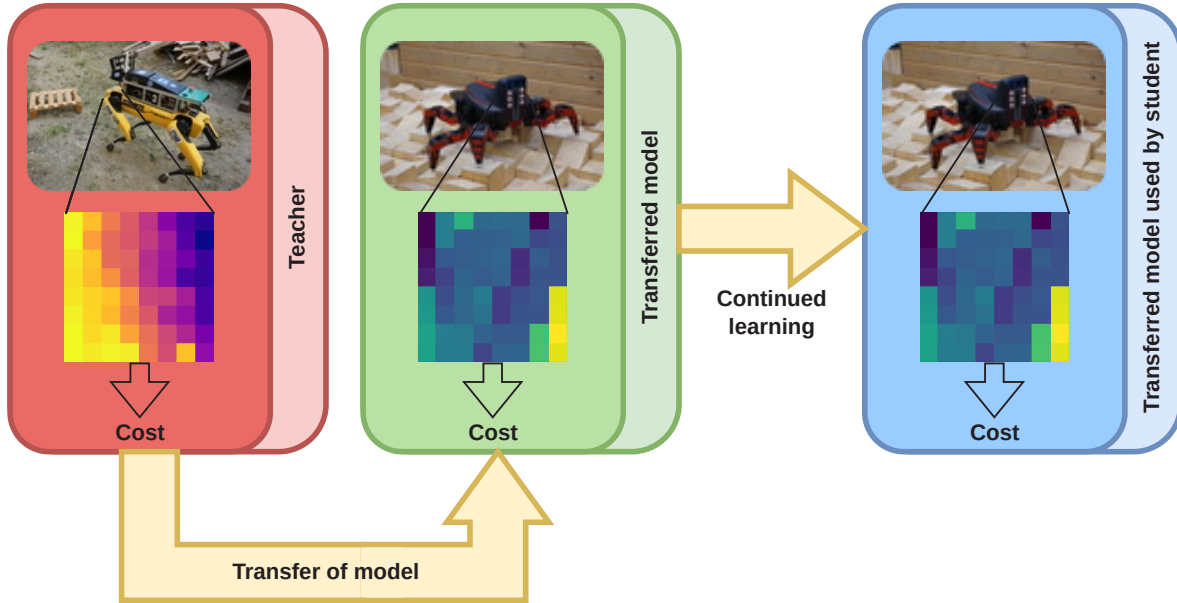 Teacher
Cost
Transferred model
Cost
Continued
learning
Transferred model used by student
Cost
Transfer of model